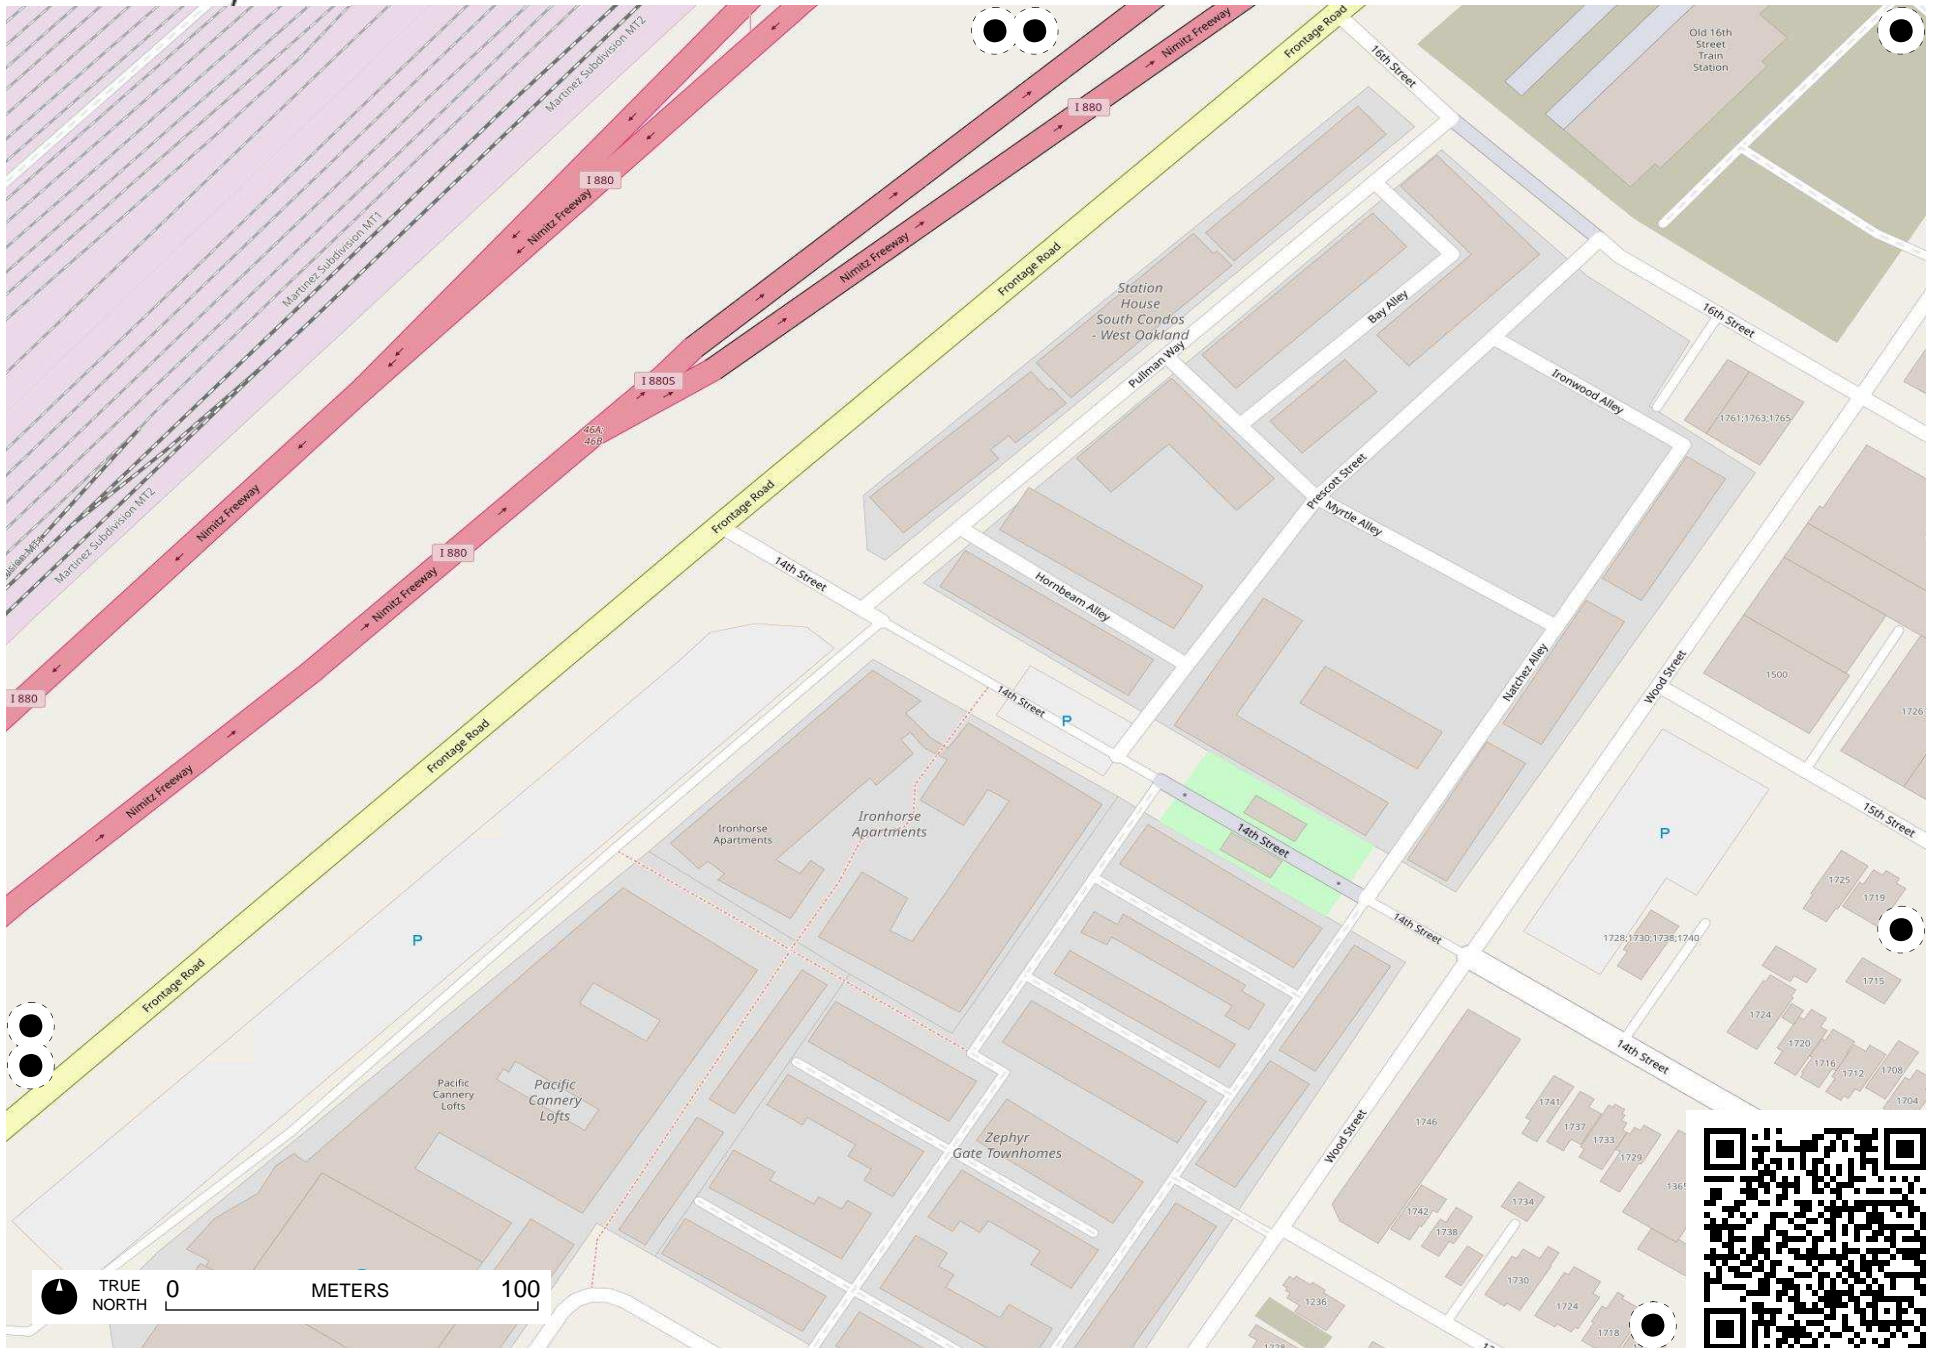 Martinez Subdivision MT2
Nimitz Freeway
Frontage Road
16th Street
Old 16th
Street
Train
Station
I 880
I 880
Nimitz Freeway
Martinez Subdivision MT1
Nimitz Freeway
Frontage Road
Station
House
South Condos
- West Oakland
Bay Alley
16th Street
Pullman Way
I 880S
Ironwood Alley
1761;1763;1765
46A;
46B
Prescott Street
Frontage Road
Nimitz Freeway
Myrtle Alley
Martinez Subdivision MT2
I 880
14th Street
Nimitz Freeway
Hornbeam Alley
Natchez Alley
Wood Street
1500
I 880
14th Street
P
1726
Frontage Road
Nimitz Freeway
Ironhorse
Apartments
Ironhorse
Apartments
14th Street
P
15th Street
1725
1719
14th Street
1728;1730;1738;1740
P
Frontage Road
1715
1724
1720
1716
1712
1708
1704
14th Street
Pacific
Cannery
Lofts
Pacific
Cannery
Lofts
1746
1741
1737
1733
1729
Wood Street
Zephyr
Gate Townhomes
1365
1734
1742
1738
1730
1724
1718
1236
TRUE
NORTH
0
METERS
100